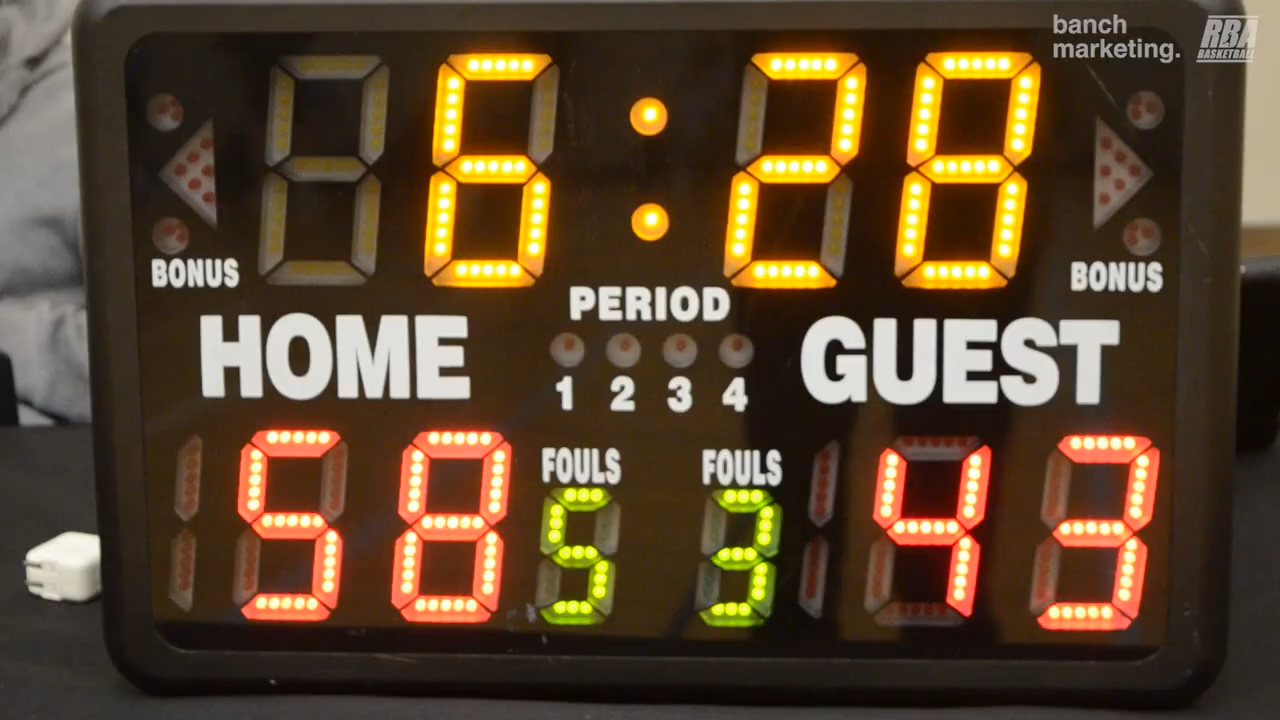 banch
marketing.
RBA
BASKETBALL
6:28
BONUS
PERIOD
BONUS
HOME
GUEST
1 2 3 4
FOULS
FOULS
58
5
3
43